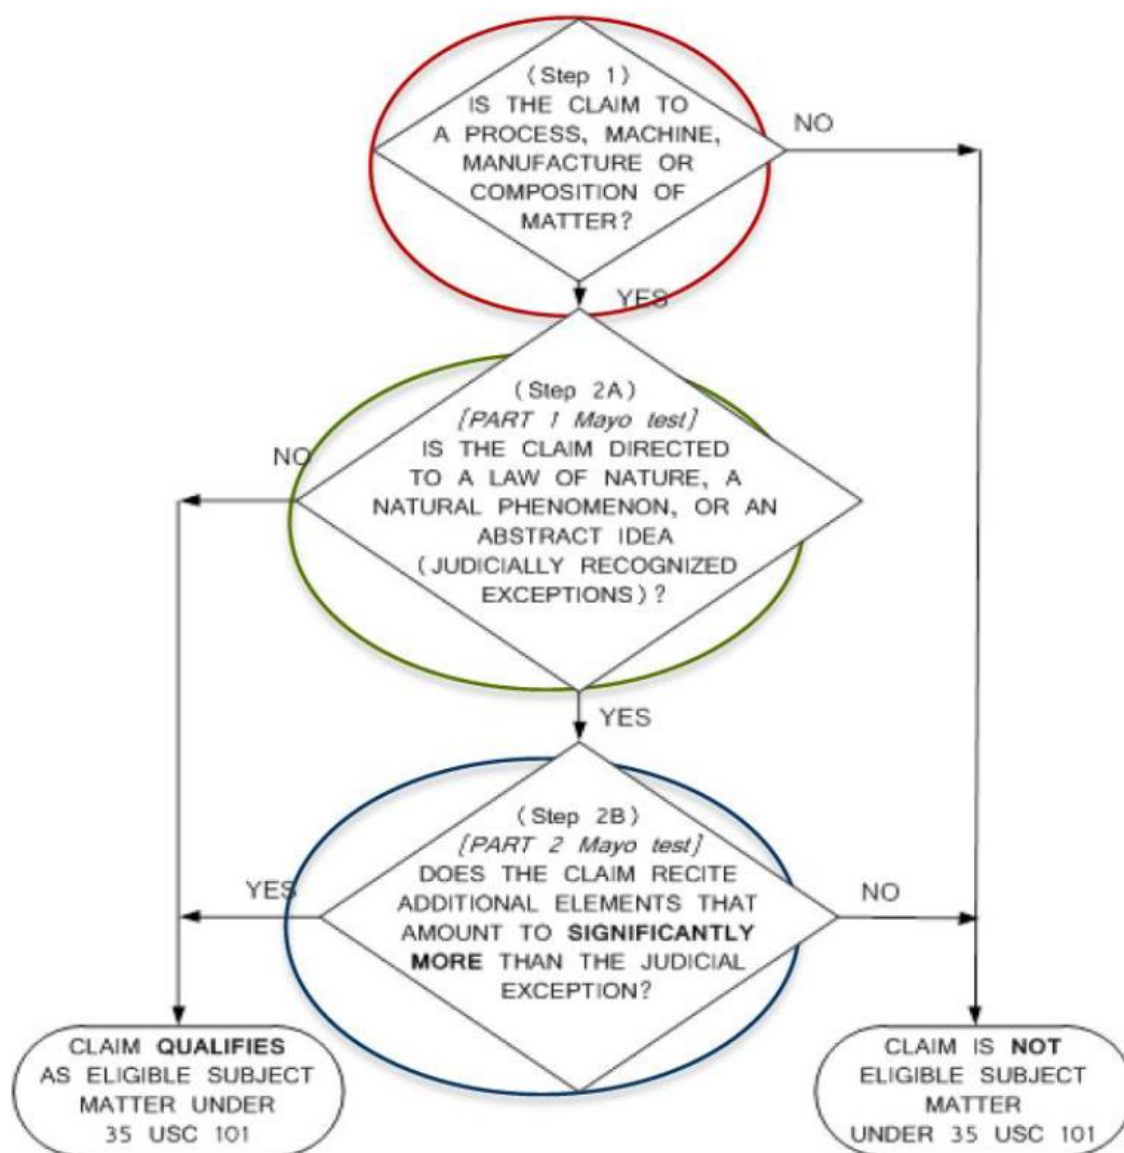 (Step 1)
IS THE CLAIM TO
A PROCESS, MACHINE,
MANUFACTURE OR
COMPOSITION OF
MATTER?
NO
YES
(Step 2A)
[PART 1 Mayo test]
IS THE CLAIM DIRECTED
TO A LAW OF NATURE, A
NATURAL PHENOMENON, OR AN
ABSTRACT IDEA
(JUDICIALLY RECOGNIZED
EXCEPTIONS)?
NO
YES
(Step 2B)
[PART 2 Mayo test]
DOES THE CLAIM RECITE
ADDITIONAL ELEMENTS THAT
AMOUNT TO SIGNIFICANTLY
MORE THAN THE JUDICIAL
EXCEPTION?
YES
NO
CLAIM QUALIFIES
AS ELIGIBLE SUBJECT
MATTER UNDER
35 USC 101
CLAIM IS NOT
ELIGIBLE SUBJECT
MATTER
UNDER 35 USC 101